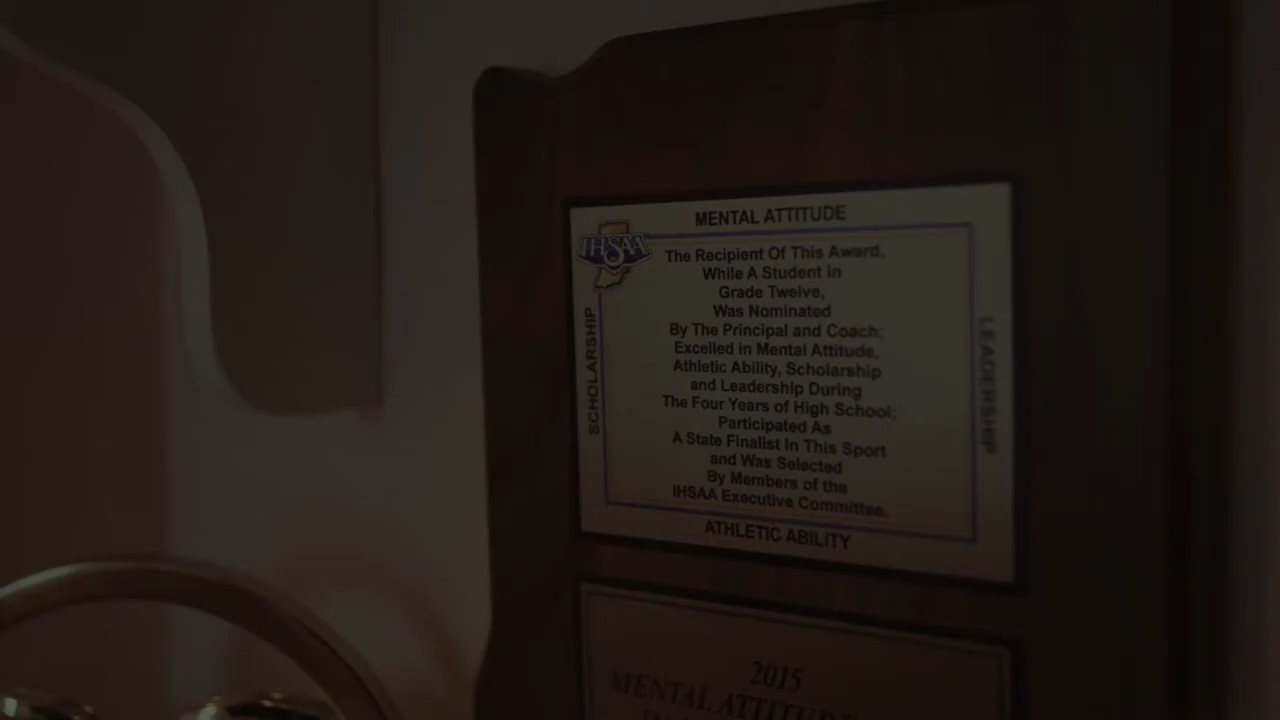 MENTAL ATTITUDE
IHSAA
The Recipient Of This Award,
While A Student in
Grade Twelve,
Was Nominated
By The Principal and Coach;
Excelled in Mental Attitude,
Athletic Ability, Scholarship
and Leadership During
The Four Years of High School;
Participated As
A State Finalist In This Sport
and Was Selected
By Members of the
IHSAA Executive Committee.
SCHOLARSHIP
LEADERSHIP
ATHLETIC ABILITY
2015
MENTAL ATTITUDE